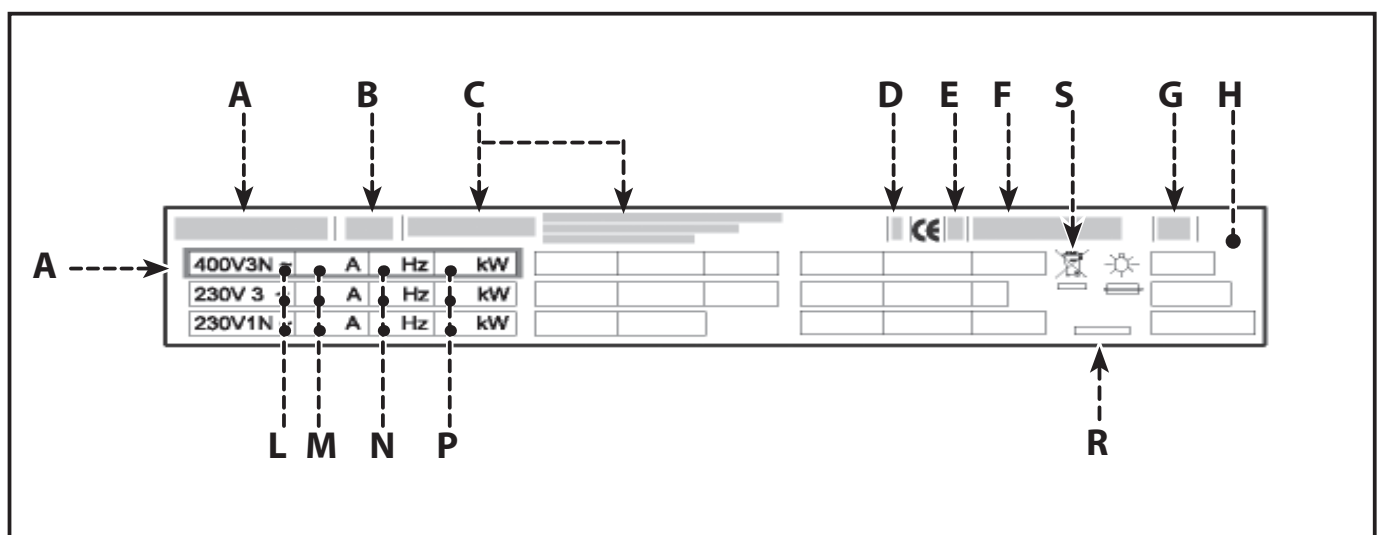 A B C D E F S G H
CE
A 400V3N ~ A Hz kW
230V 3 ~ A Hz kW
230V1N ~ A Hz kW
L M N P R